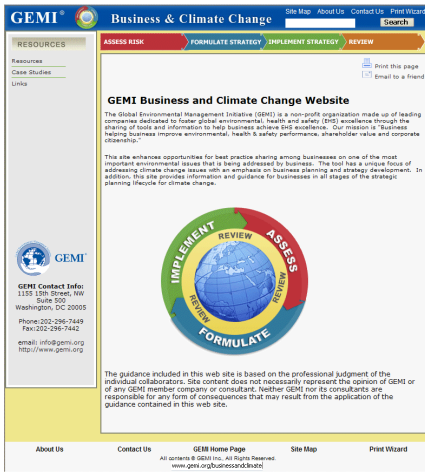 GEMI®
Business & Climate Change
Site Map About Us Contact Us Print Wizard
Search
RESOURCES
Resources
Case Studies
Links
ASSESS RISK
FORMULATE STRATEGY
IMPLEMENT STRATEGY
REVIEW
Print this page
Email to a friend
GEMI Business and Climate Change Website
The Global Environmental Management Initiative (GEMI) is a non-profit organization made up of leading
companies dedicated to foster global environmental, health and safety (EHS) excellence through the
sharing of tools and information to help business achieve EHS excellence. Our mission is "Business
helping business improve environmental, health & safety performance, shareholder value and corporate
citizenship."
This site enhances opportunities for best practice sharing among businesses on one of the most
important environmental issues that is being addressed by business. The tool has a unique focus of
addressing climate change issues with an emphasis on business planning and strategy development. In
addition, this site provides information and guidance for businesses in all stages of the strategic
planning lifecycle for climate change.
IMPLEMENT
ASSESS
FORMULATE
REVIEW
REVIEW
REVIEW
GEMI
GEMI Contact Info:
1155 15th Street, NW
Suite 500
Washington, DC 20005
Phone:202-296-7449
Fax:202-296-7442
email: info@gemi.org
http://www.gemi.org
The guidance included in this web site is based on the professional judgment of the
individual collaborators. Site content does not necessarily represent the opinion of GEMI or
of any GEMI member company or consultant. Neither GEMI nor its consultants are
responsible for any form of consequences that may result from the application of the
guidance contained in this web site.
About Us Contact Us GEMI Home Page Site Map Print Wizard
All contents © GEMI Inc., All Rights Reserved.
www.gemi.org/businessandclimate